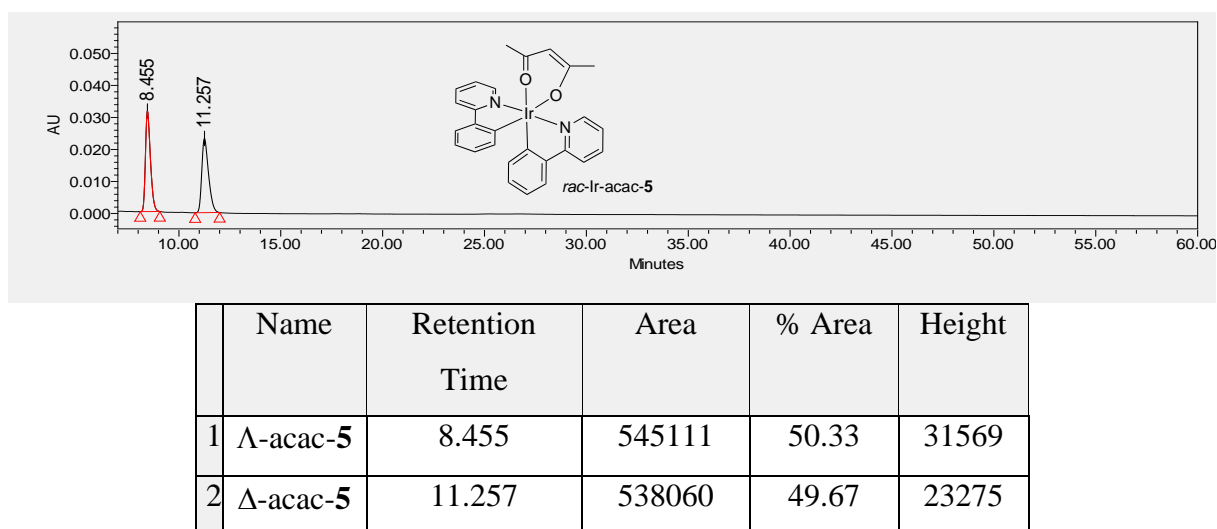 0.050
0.040
0.030
0.020
0.010
0.000
AU
8.455
11.257
O
O
N
Ir
N
rac-Ir-acac-5
10.00 15.00 20.00 25.00 30.00 35.00 40.00 45.00 50.00 55.00 60.00
Minutes
Name Retention Time Area % Area Height
1 Λ-acac-5 8.455 545111 50.33 31569
2 Δ-acac-5 11.257 538060 49.67 23275